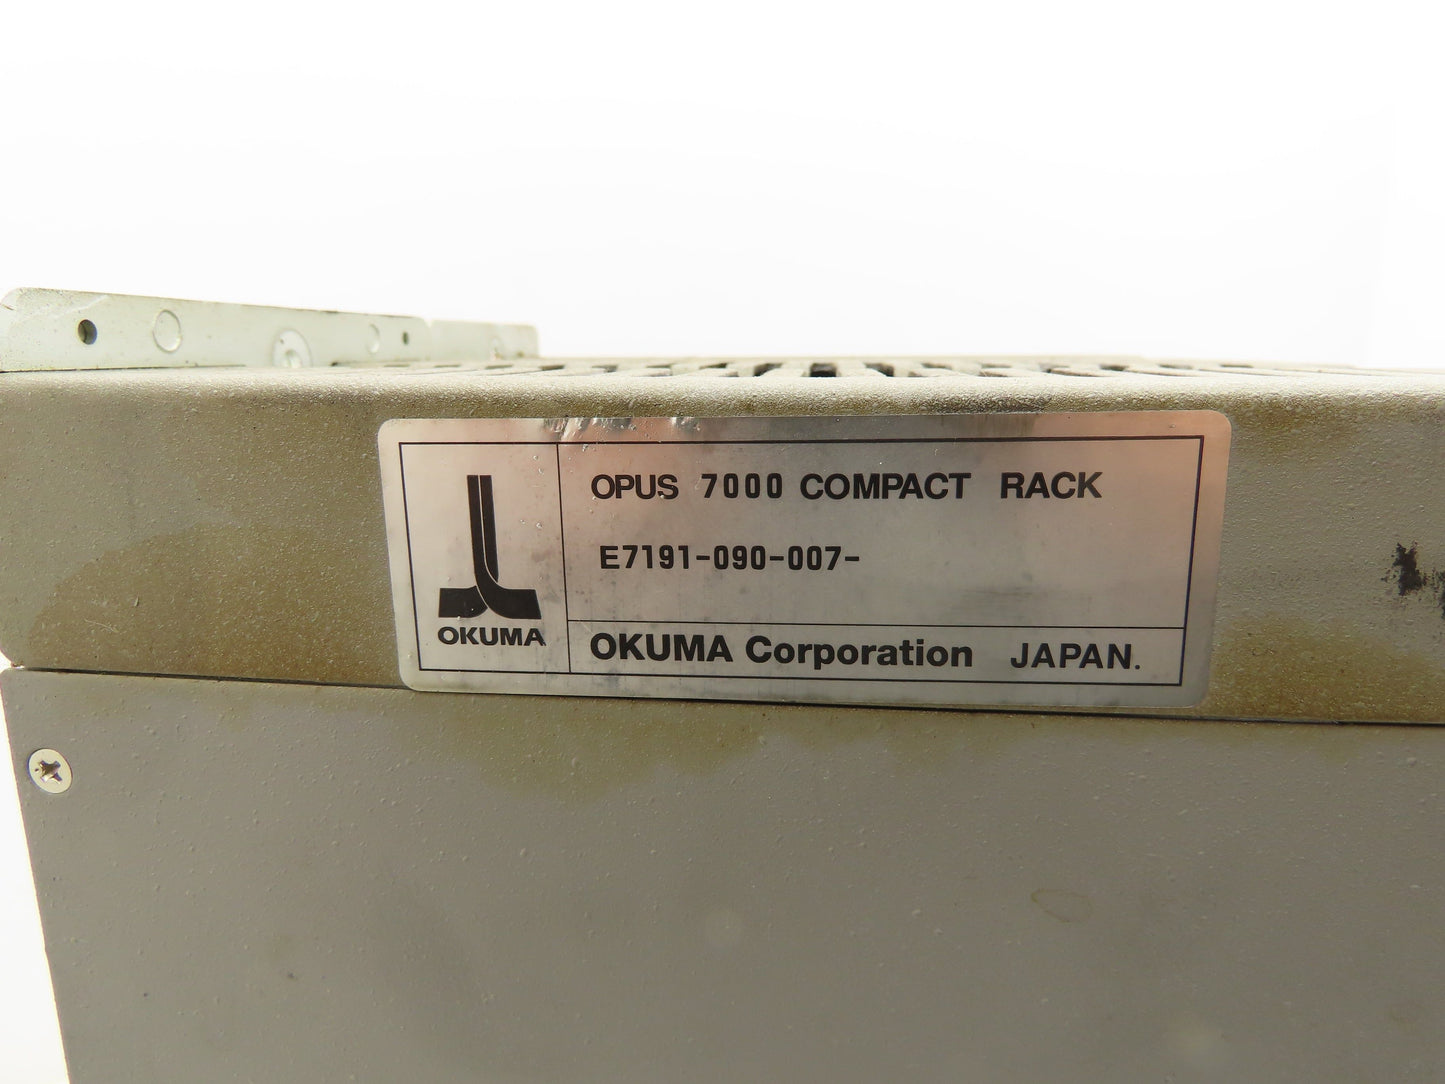 OPUS 7000 COMPACT RACK
E7191-090-007-
OKUMA
OKUMA Corporation JAPAN.